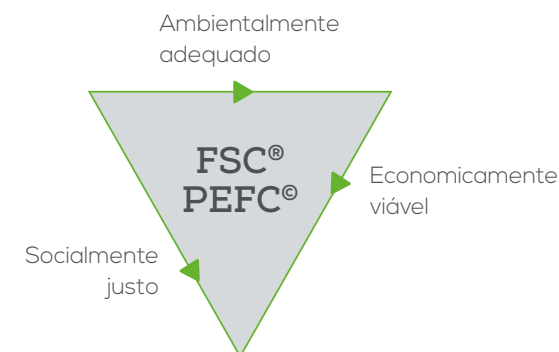 Ambientalmente
adequado
FSC®
PEFC©
Economicamente
viável
Socialmente
justo